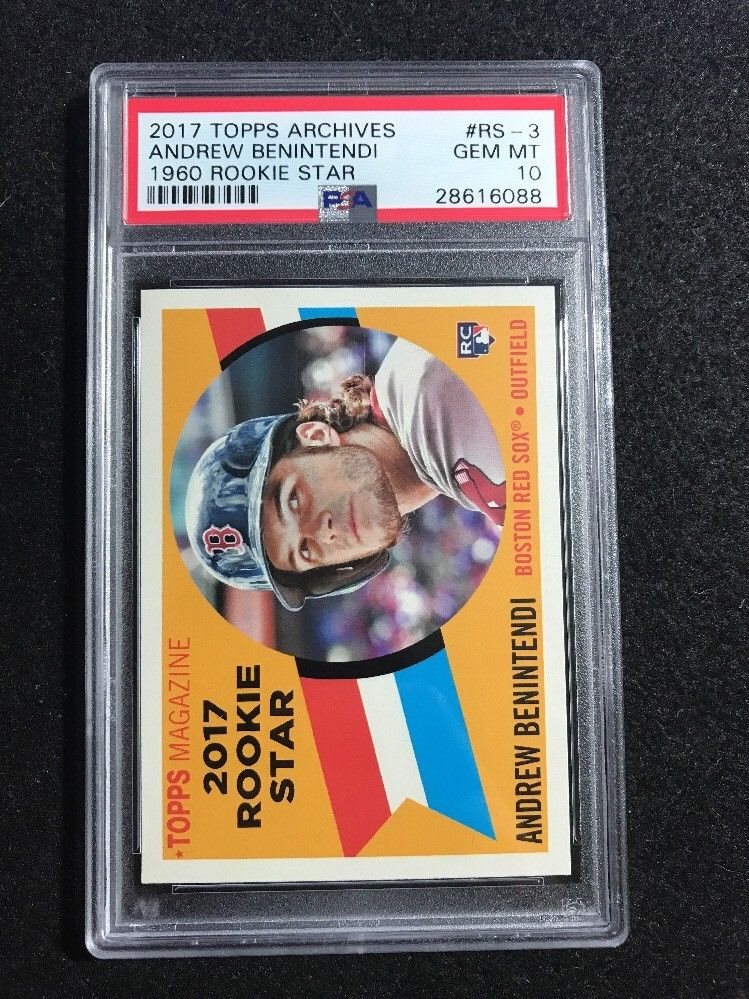 2017 TOPPS ARCHIVES #RS-3
ANDREW BENINTENDI GEM MT
1960 ROOKIE STAR 10
PSA 28616088
★TOPPS MAGAZINE
2017
ROOKIE
STAR
B
RC
ANDREW BENINTENDI
BOSTON RED SOX® • OUTFIELD